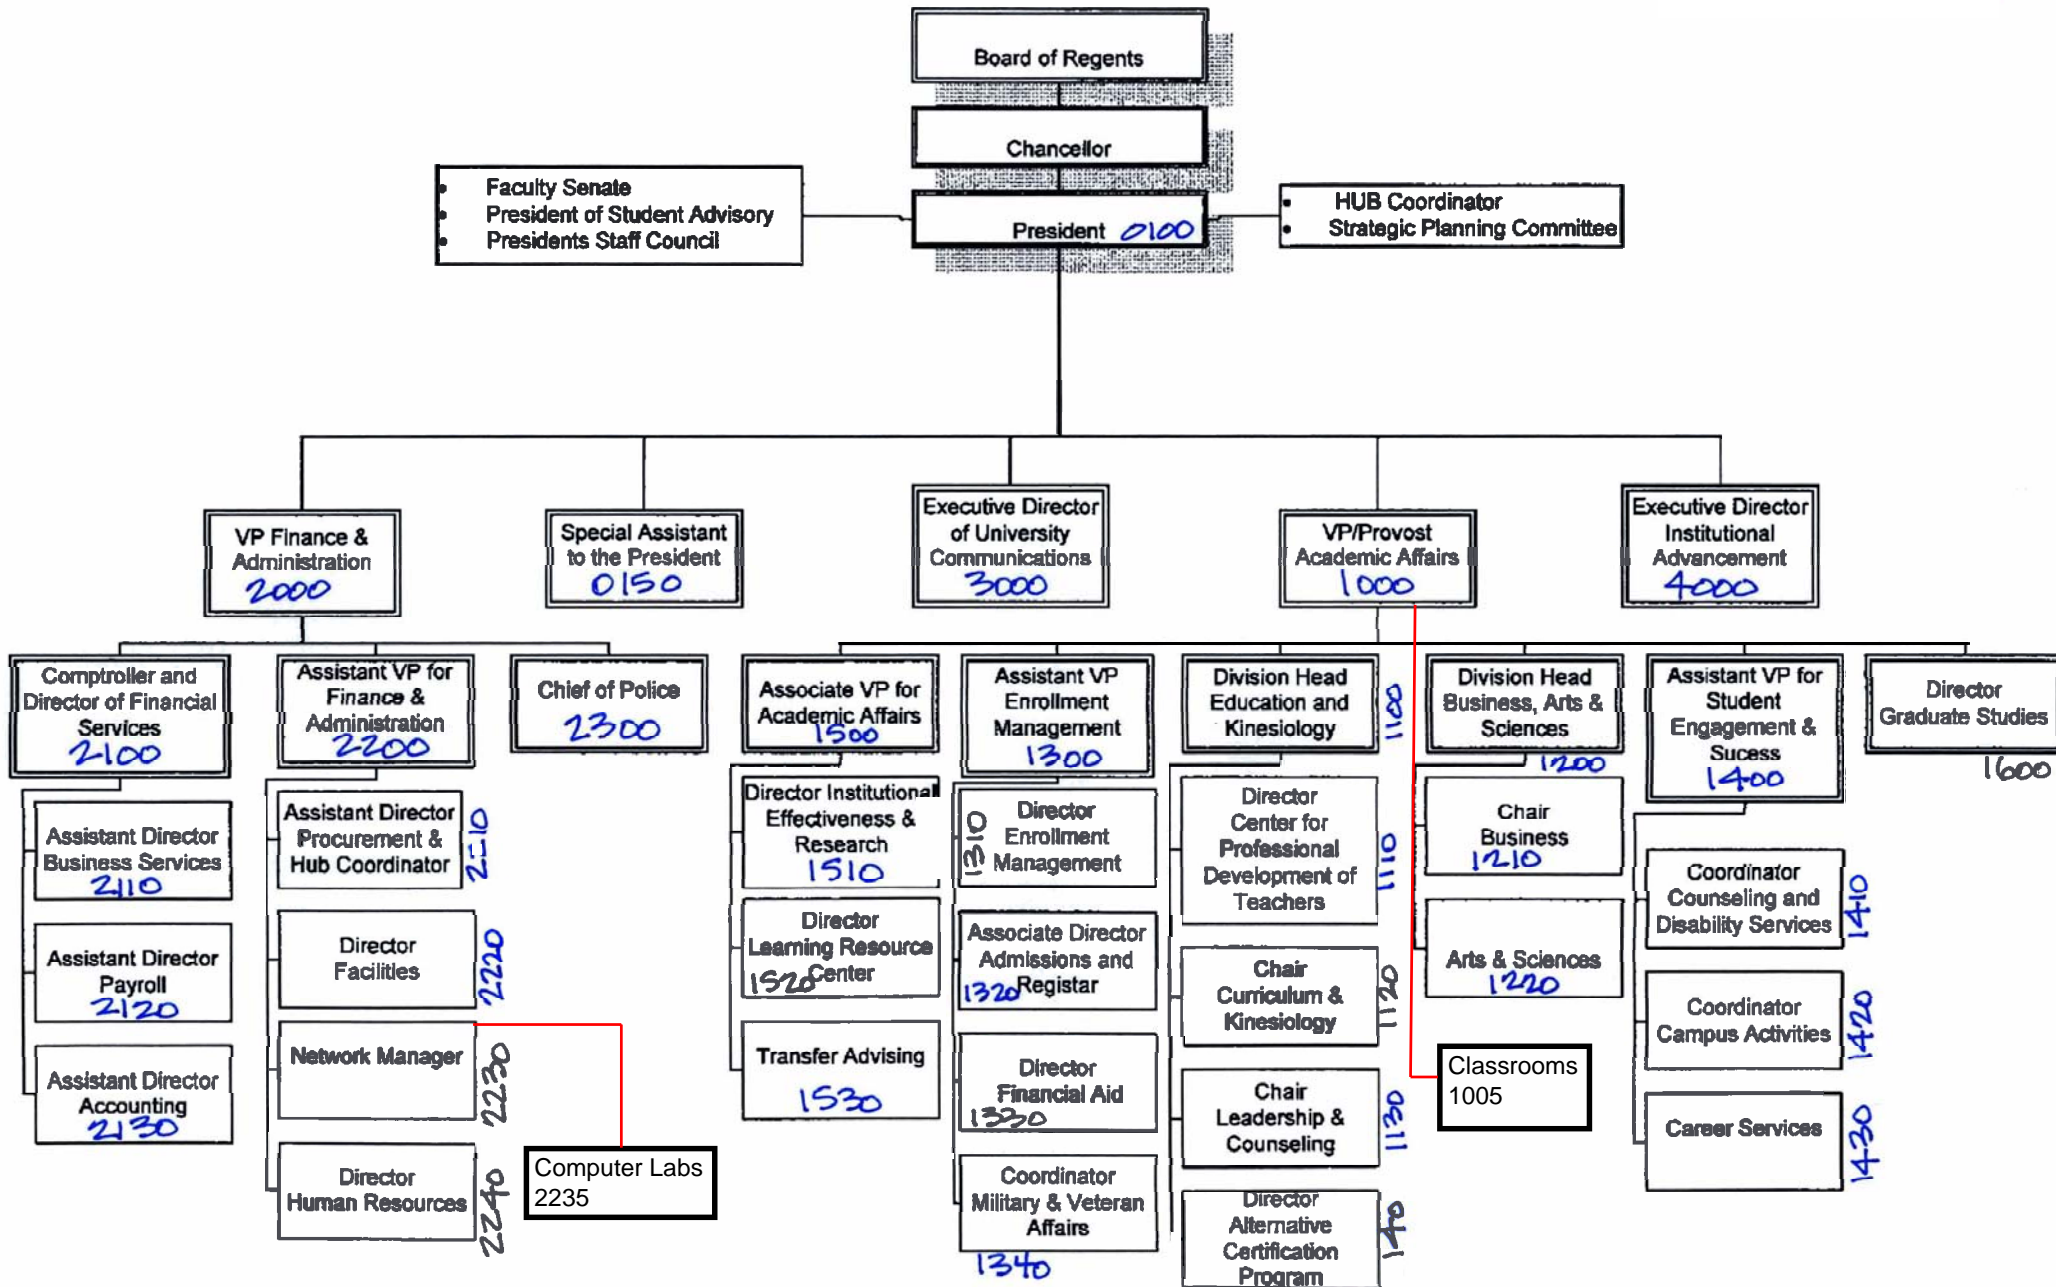 Board of Regents
Chancellor
President 0100
Faculty Senate
President of Student Advisory
Presidents Staff Council
HUB Coordinator
Strategic Planning Committee
VP Finance &
Administration
2000
Special Assistant
to the President
0150
Executive Director
of University
Communications
3000
VP/Provost
Academic Affairs
1000
Executive Director
Institutional
Advancement
4000
Comptroller and
Director of Financial
Services
2100
Assistant VP for
Finance &
Administration
2200
Chief of Police
2300
Associate VP for
Academic Affairs
1500
Assistant VP
Enrollment
Management
1300
Division Head
Education and
Kinesiology
1100
Division Head
Business, Arts &
Sciences
1200
Assistant VP for
Student
Engagement &
Sucess
1400
Director
Graduate Studies
1600
Assistant Director
Business Services
2110
Assistant Director
Payroll
2120
Assistant Director
Accounting
2130
Assistant Director
Procurement &
Hub Coordinator
Director
Facilities
2220
Network Manager
2230
Director
Human Resources
2240
Computer Labs
2235
Director Institutional
Effectiveness &
Research
1510
Director
Learning Resource
Center
1520
Transfer Advising
1530
Director
Enrollment
Management
1310
Associate Director
Admissions and
Registar
1320
Director
Financial Aid
1330
Coordinator
Military & Veteran
Affairs
1340
Director
Center for
Professional
Development of
Teachers
1110
Chair
Curriculum &
Kinesiology
1120
Chair
Leadership &
Counseling
1130
Director
Alternative
Certification
Program
Chair
Business
1210
Arts & Sciences
1220
Classrooms
1005
Coordinator
Counseling and
Disability Services
1410
Coordinator
Campus Activities
1420
Career Services
1430